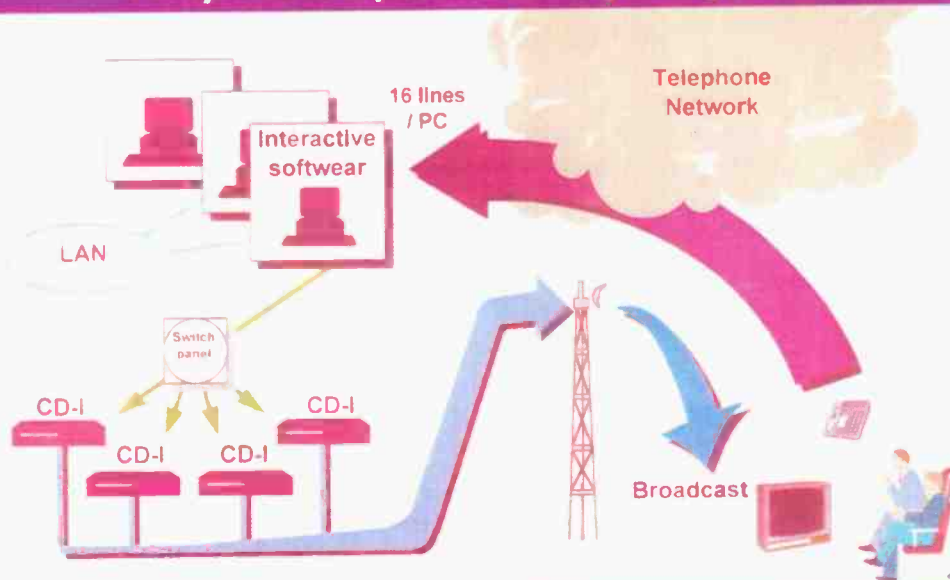 16 lines
/ PC
Telephone
Network
Interactive
softwear
LAN
Switch
panel
CD-I
CD-I
CD-I
CD-I
Broadcast